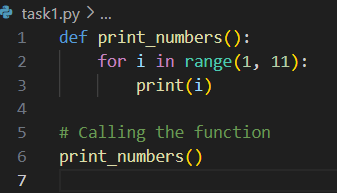 task1.py > ...
1 def print_numbers():
2     for i in range(1, 11):
3         print(i)
4
5 # Calling the function
6 print_numbers()
7